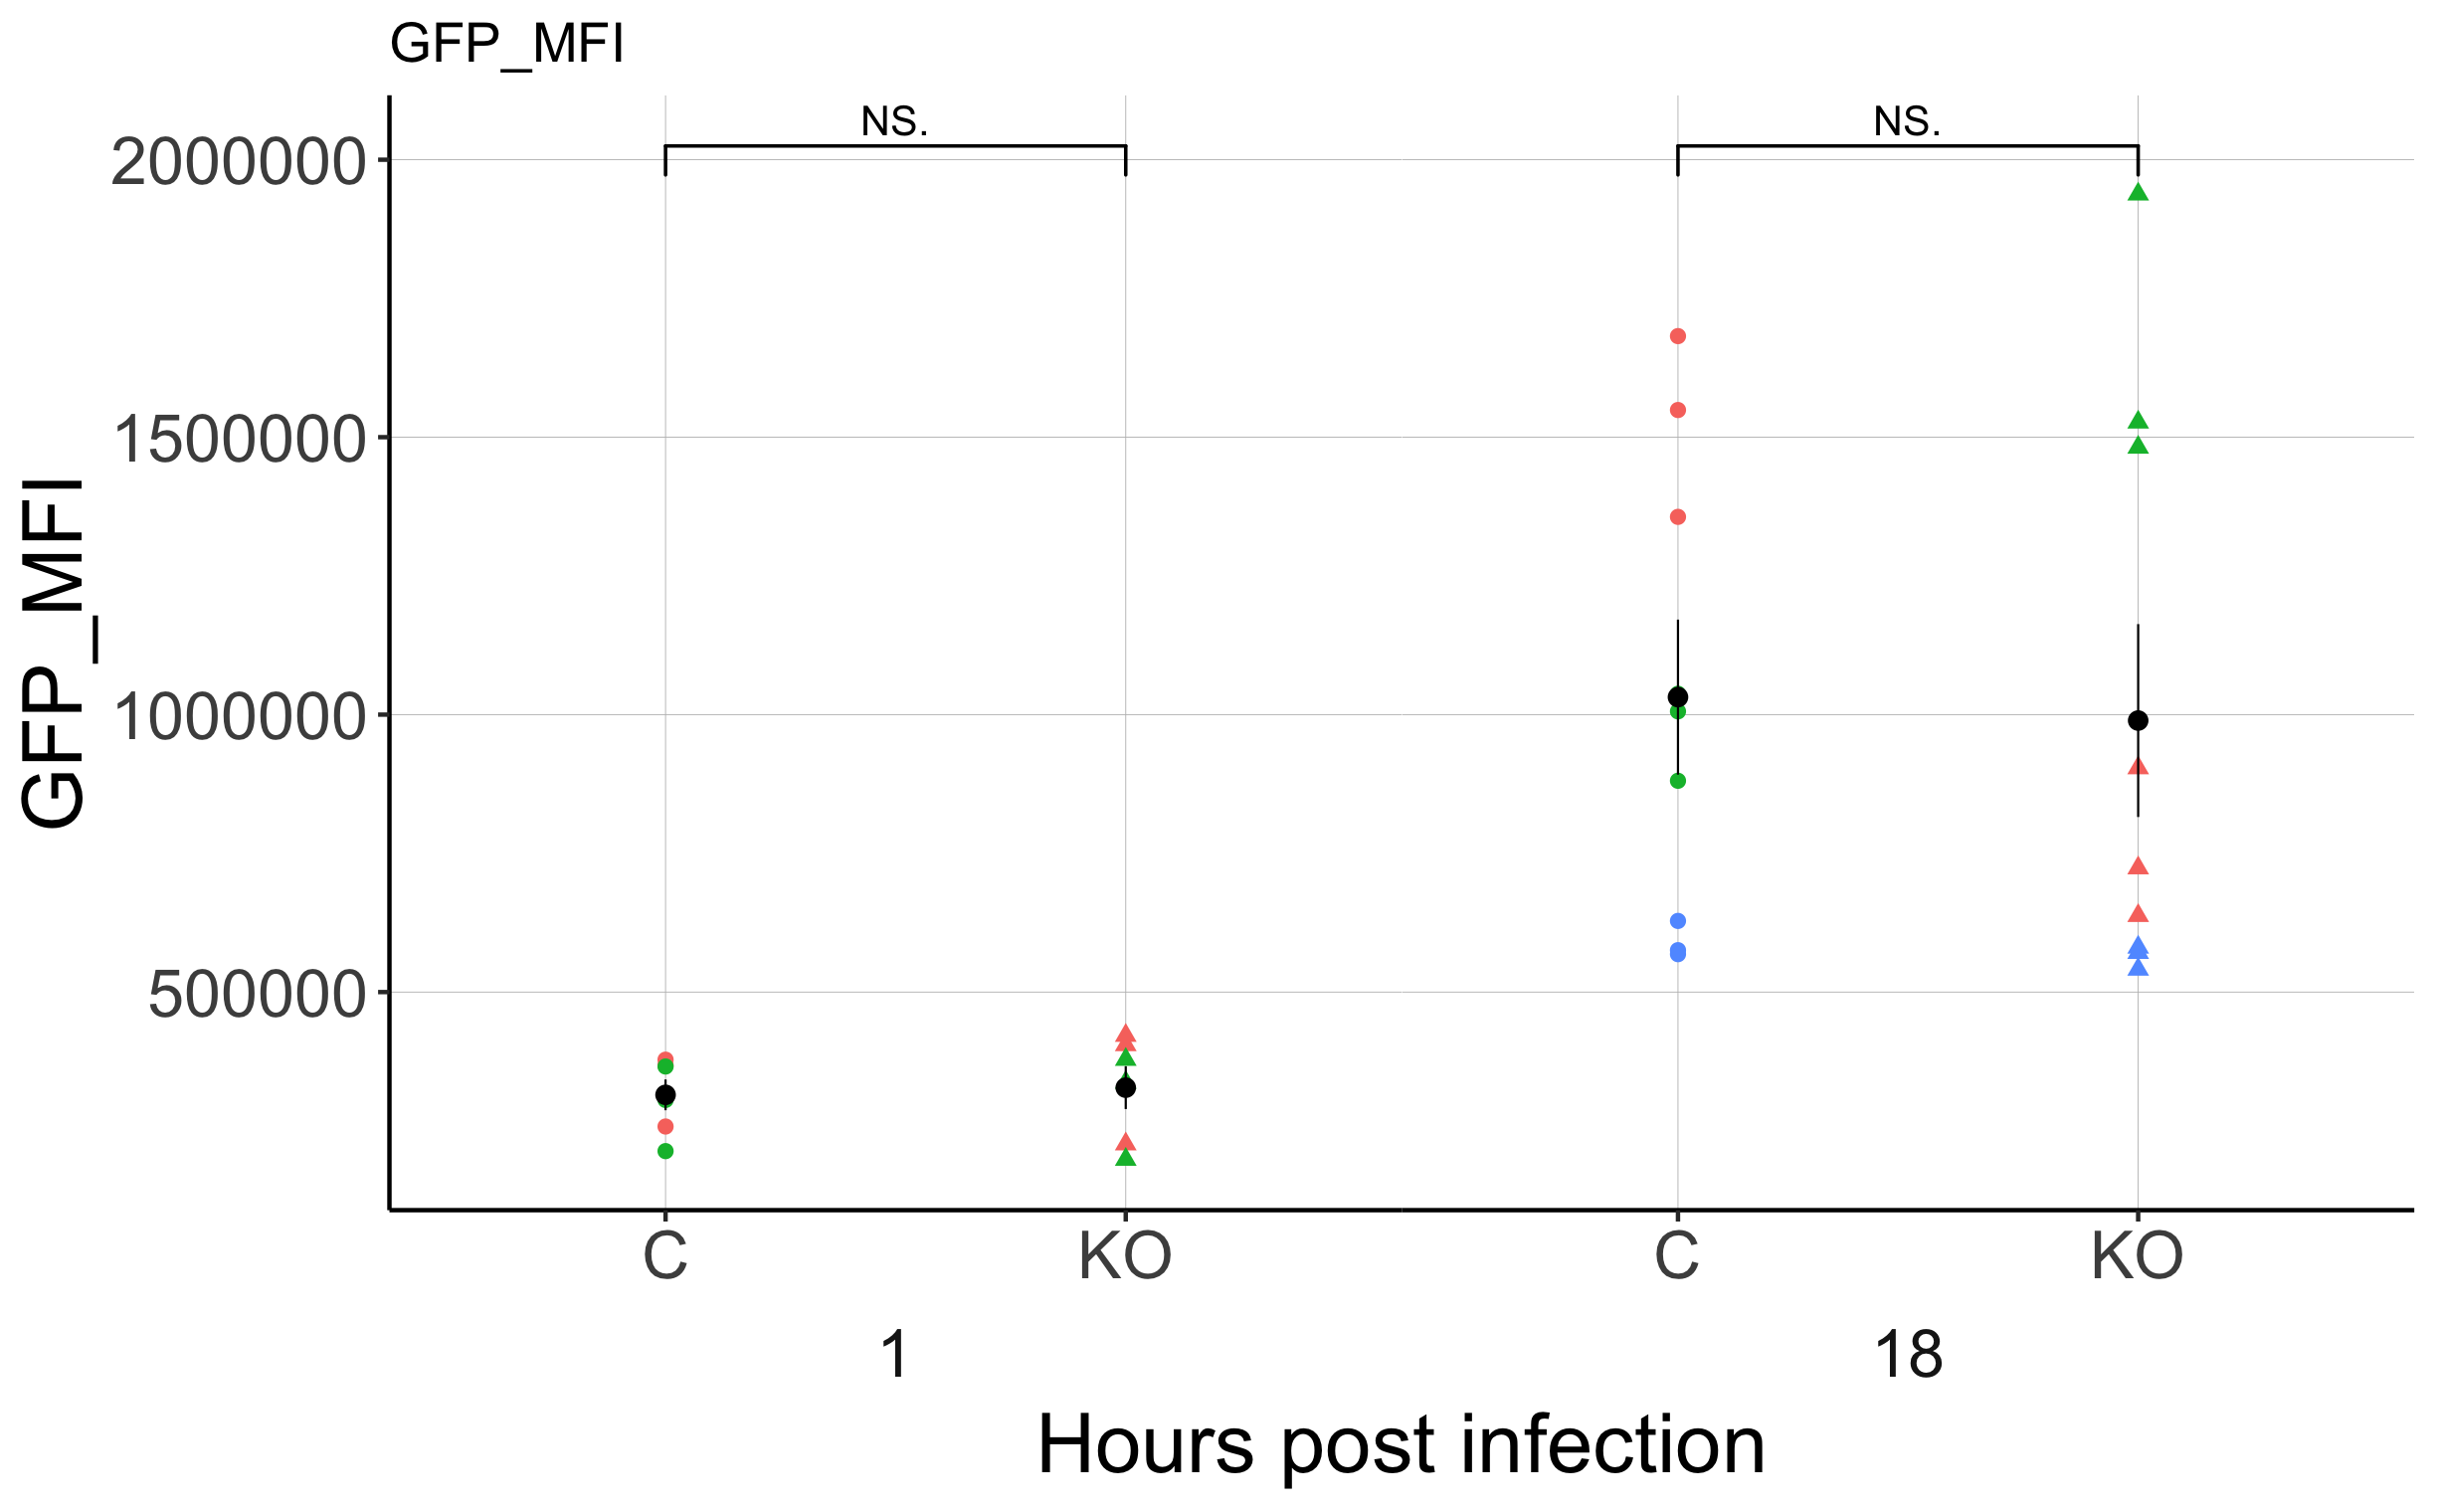 GFP_MFI
NS. NS.
2000000
1500000
1000000
500000
GFP_MFI
C KO C KO
1 18
Hours post infection